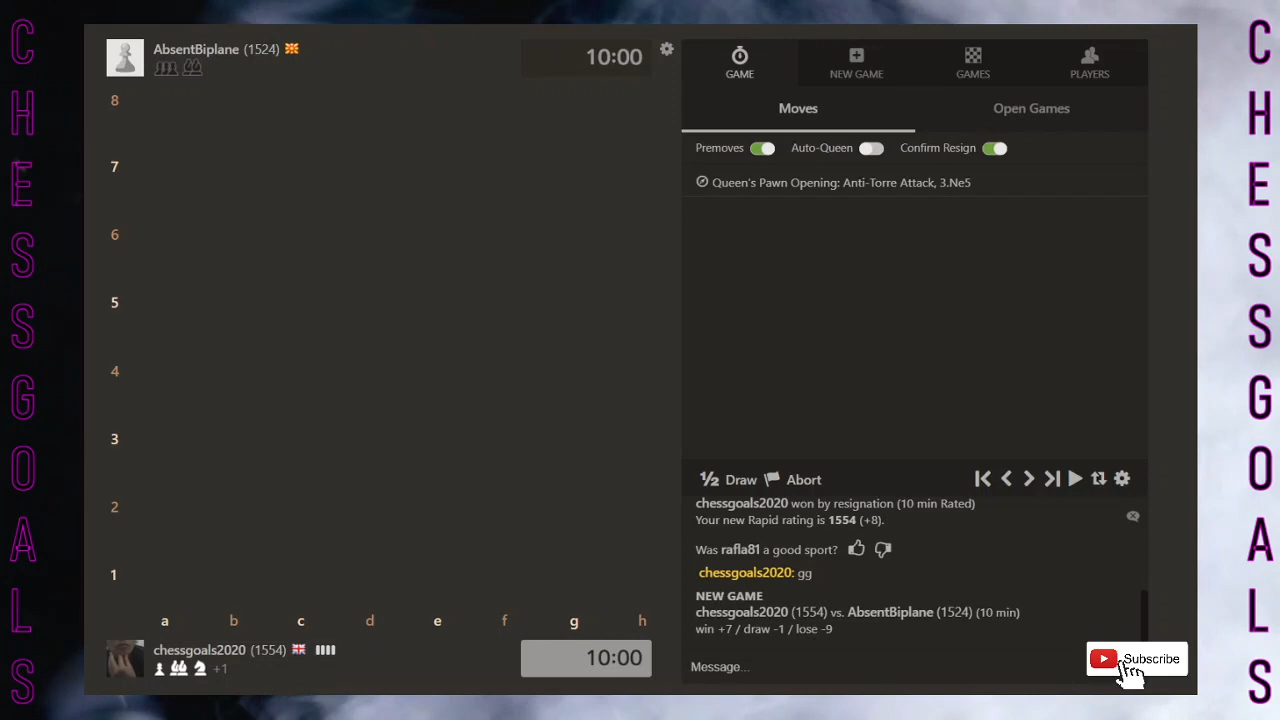 CHESSGOALS
AbsentBiplane (1524)
10:00
GAME
NEW GAME
GAMES
PLAYERS
Moves
Open Games
Premoves
Auto-Queen
Confirm Resign
Queen's Pawn Opening: Anti-Torre Attack, 3.Ne5
8
7
6
5
4
3
2
1
a b c d e f g h
½ Draw
Abort
chessgoals2020 won by resignation (10 min Rated)
Your new Rapid rating is 1554 (+8).
Was rafla81 a good sport?
chessgoals2020: gg
NEW GAME
chessgoals2020 (1554) vs. AbsentBiplane (1524) (10 min)
win +7 / draw -1 / lose -9
Message...
chessgoals2020 (1554)
+1
10:00
Subscribe
CHESSGOALS